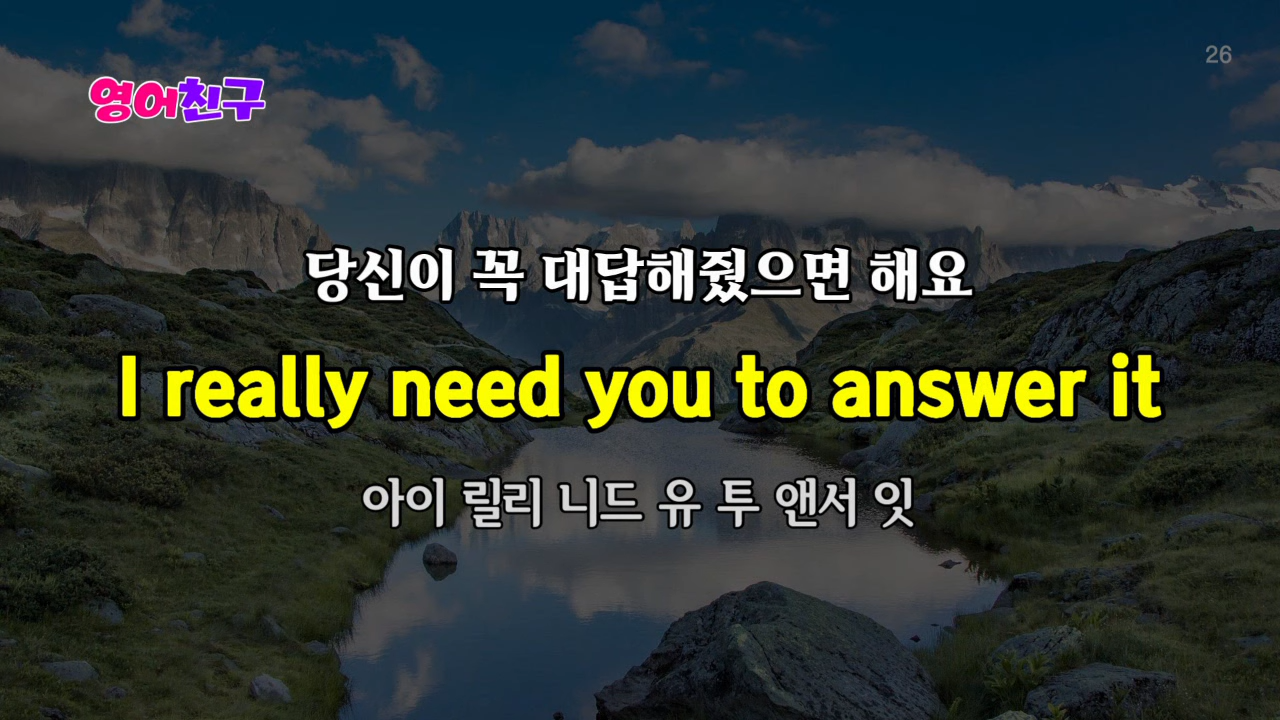 26
영어친구
당신이 꼭 대답해줬으면 해요
I really need you to answer it
아이 릴리 니드 유 투 앤서 잇